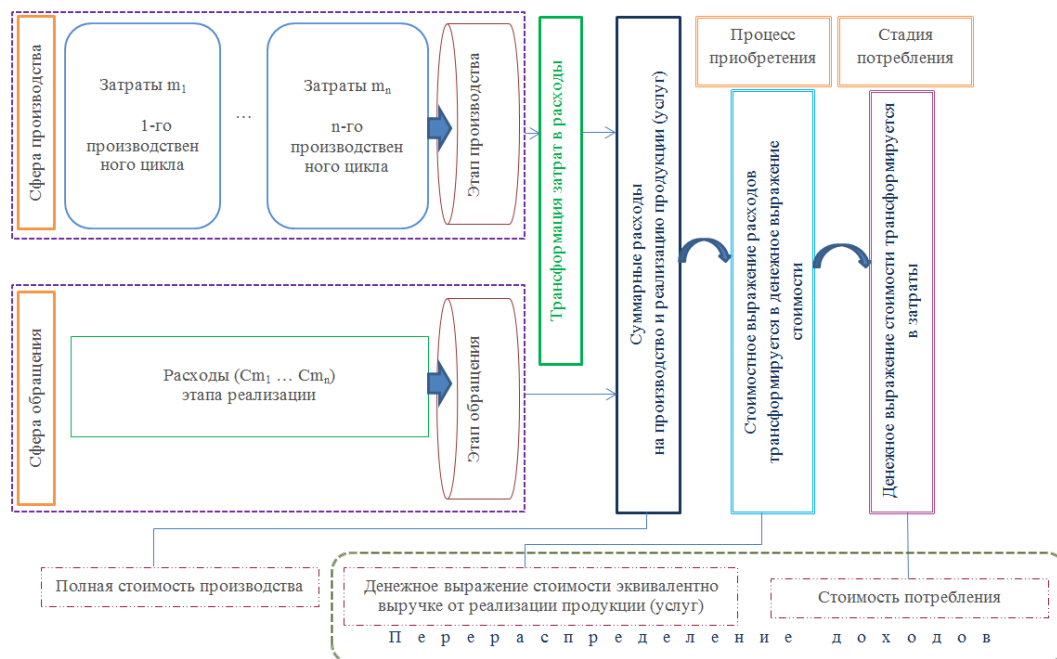 Сфера производства
Затраты m₁
1-го
производствен
ного цикла
...
Затраты mₙ
n-го
производствен
ного цикла
Этап производства
Трансформация затрат в расходы
Суммарные расходы
на производство и реализацию продукции (услуг)
Процесс
приобретения
Стоимостное выражение расходов
трансформируется в денежное выражение
стоимости
Стадия
потребления
Денежное выражение стоимости трансформируется
в затраты
Сфера обращения
Расходы (Cm₁ … Cmₙ)
этапа реализации
Этап обращения
Полная стоимость производства
Денежное выражение стоимости эквивалентно
выручке от реализации продукции (услуг)
Стоимость потребления
Перераспределение доходов